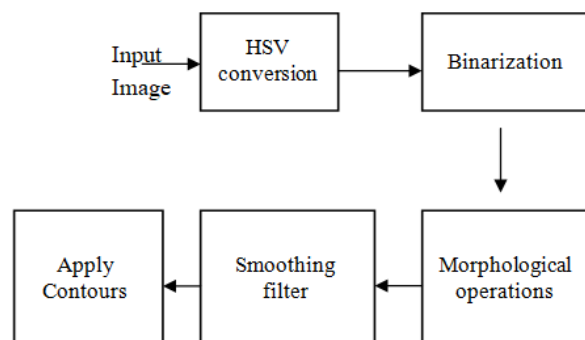 Input
Image
HSV
conversion
Binarization
Morphological
operations
Smoothing
filter
Apply
Contours